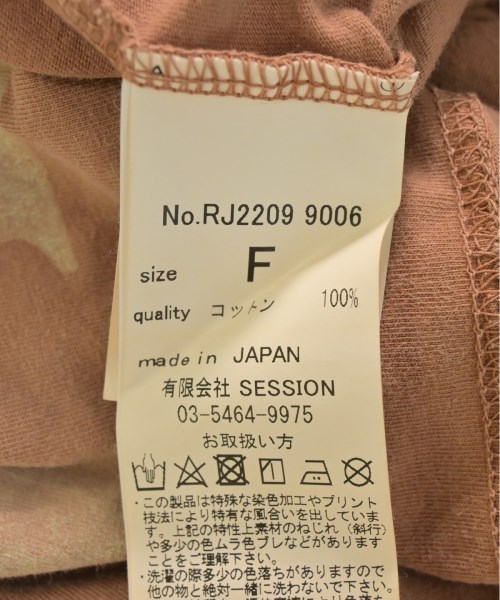 No.RJ2209 9006
size F
quality コットン 100%
made in JAPAN
有限会社 SESSION
03-5464-9975
お取扱い方
・この製品は特殊な染色加工やプリント
技法により特有な風合いを出していま
す。上記の特性上素材のねじれ（斜行）
や多少の色ムラ色ブレなどがあります
ことをご理解下さい。
・洗濯の際多少の色落ちがありますので
他の物と絶対一緒に洗わないで下さい。